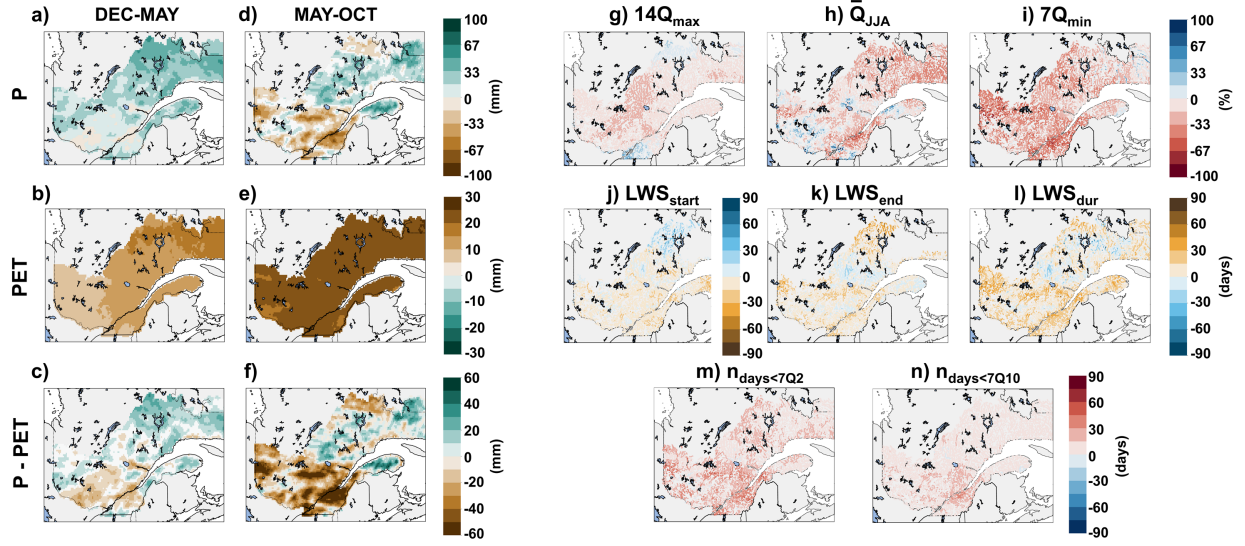 a) DEC-MAY
d) MAY-OCT
P
100
67
33
0
-33
-67
-100
(mm)
b)
e)
PET
30
20
10
0
-10
-20
-30
(mm)
c)
f)
P - PET
60
40
20
0
-20
-40
-60
(mm)
g) 14Qmax
h) Q̄JJA
i) 7Qmin
100
67
33
0
-33
-67
-100
(%)
j) LWSstart
90
60
30
0
-30
-60
-90
k) LWSend
l) LWSdur
90
60
30
0
-30
-60
-90
(days)
m) ndays<7Q2
n) ndays<7Q10
90
60
30
0
-30
-60
-90
(days)